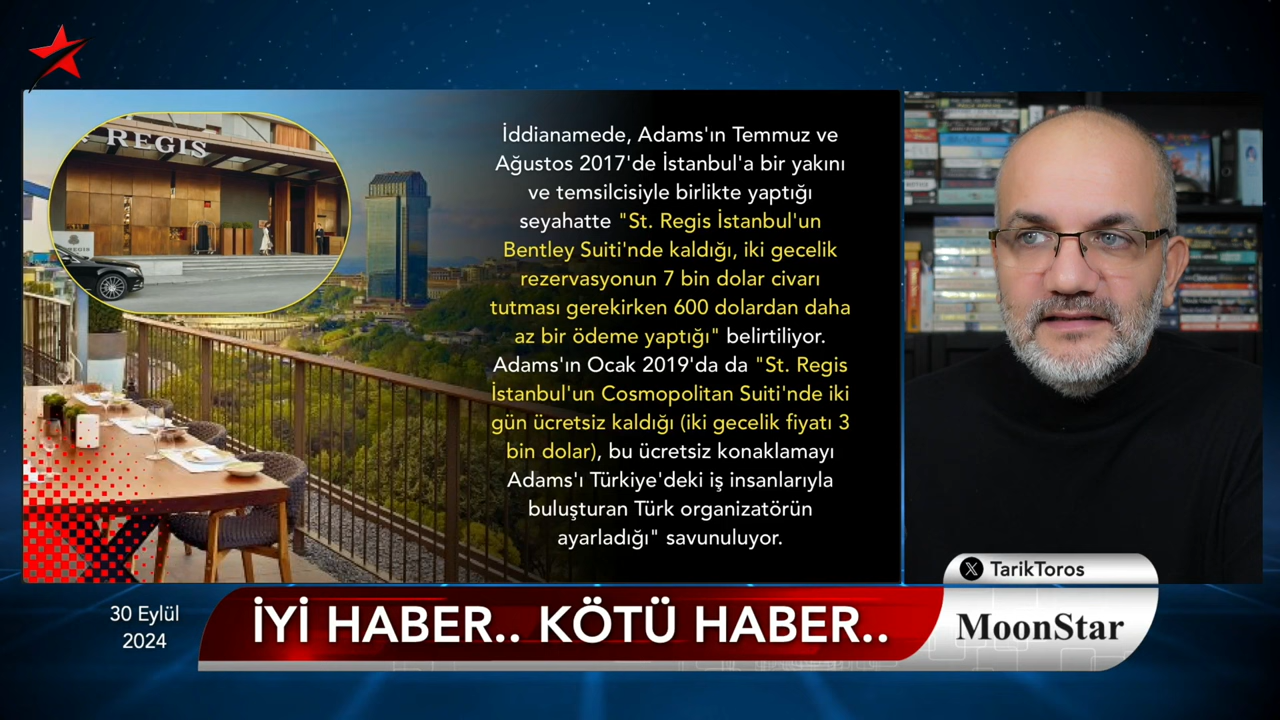 . REGIS
REGIS
İddianamede, Adams'ın Temmuz ve
Ağustos 2017'de İstanbul'a bir yakını
ve temsilcisiyle birlikte yaptığı
seyahatte "St. Regis İstanbul'un
Bentley Suiti'nde kaldığı, iki gecelik
rezervasyonun 7 bin dolar civarı
tutması gerekirken 600 dolardan daha
az bir ödeme yaptığı" belirtiliyor.
Adams'ın Ocak 2019'da da "St. Regis
İstanbul'un Cosmopolitan Suiti'nde iki
gün ücretsiz kaldığı (iki gecelik fiyatı 3
bin dolar), bu ücretsiz konaklamayı
Adams'ı Türkiye'deki iş insanlarıyla
buluşturan Türk organizatörün
ayarladığı" savunuluyor.
X TarikToros
30 Eylül
2024
İYİ HABER.. KÖTÜ HABER..
MoonStar